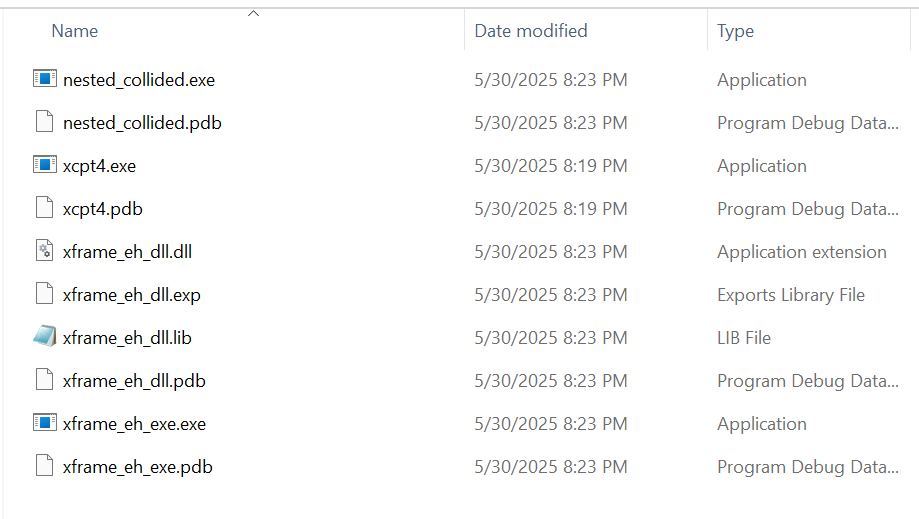 Name Date modified Type
nested_collided.exe 5/30/2025 8:23 PM Application
nested_collided.pdb 5/30/2025 8:23 PM Program Debug Data...
xcpt4.exe 5/30/2025 8:19 PM Application
xcpt4.pdb 5/30/2025 8:19 PM Program Debug Data...
xframe_eh_dll.dll 5/30/2025 8:23 PM Application extension
xframe_eh_dll.exp 5/30/2025 8:23 PM Exports Library File
xframe_eh_dll.lib 5/30/2025 8:23 PM LIB File
xframe_eh_dll.pdb 5/30/2025 8:23 PM Program Debug Data...
xframe_eh_exe.exe 5/30/2025 8:23 PM Application
xframe_eh_exe.pdb 5/30/2025 8:23 PM Program Debug Data...